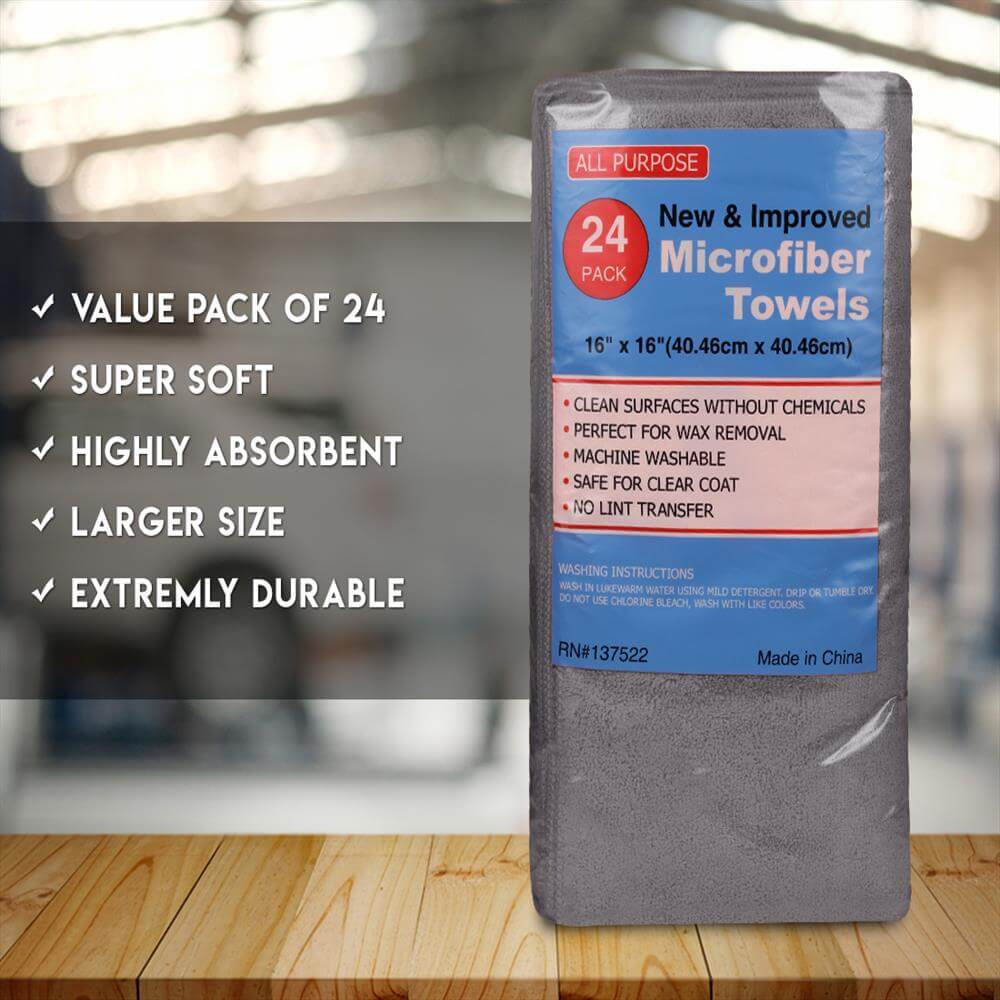 ✓ VALUE PACK OF 24
✓ SUPER SOFT
✓ HIGHLY ABSORBENT
✓ LARGER SIZE
✓ EXTREMLY DURABLE
ALL PURPOSE
24
PACK
New & Improved
Microfiber
Towels
16" x 16"(40.46cm x 40.46cm)
• CLEAN SURFACES WITHOUT CHEMICALS
• PERFECT FOR WAX REMOVAL
• MACHINE WASHABLE
• SAFE FOR CLEAR COAT
• NO LINT TRANSFER
WASHING INSTRUCTIONS
WASH IN LUKEWARM WATER USING MILD DETERGENT. DRIP OR TUMBLE DRY.
DO NOT USE CHLORINE BLEACH, WASH WITH LIKE COLORS.
RN#137522
Made in China